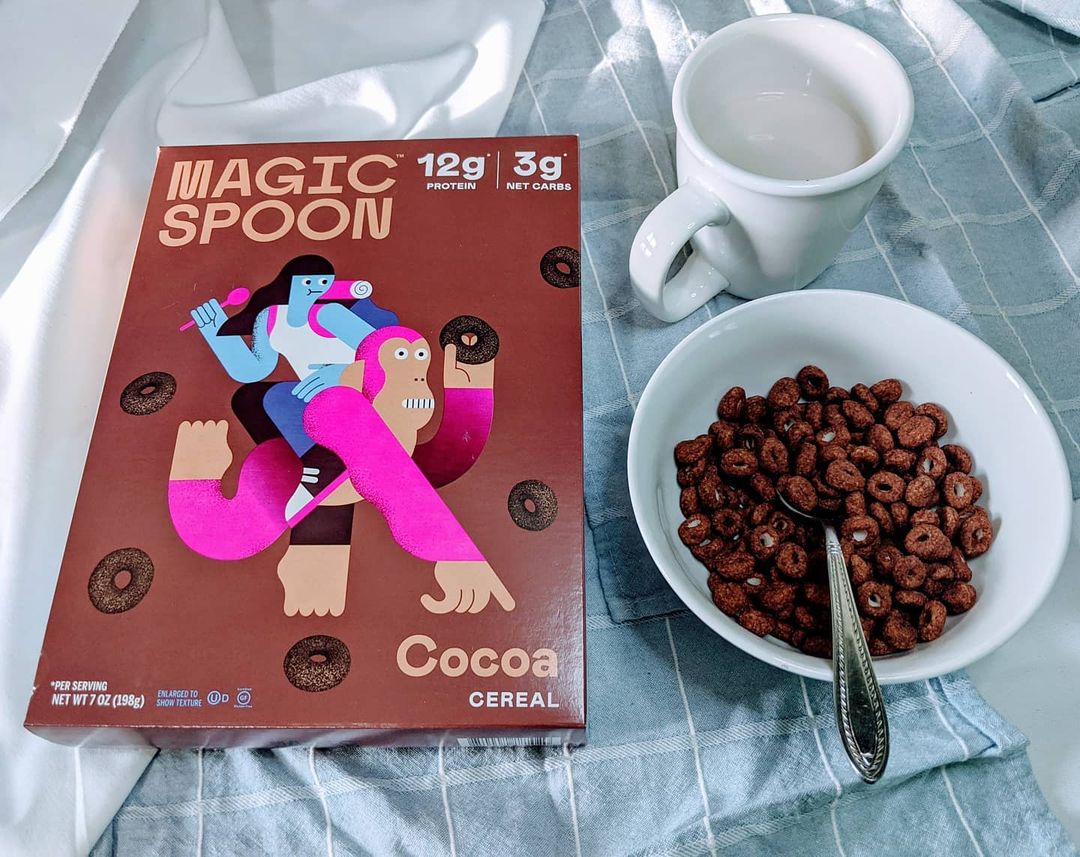 MAGIC™
SPOON
12g* | 3g*
PROTEIN NET CARBS
Cocoa
CEREAL
*PER SERVING
NET WT 7 OZ (198g)
ENLARGED TO
SHOW TEXTURE
U D
GF